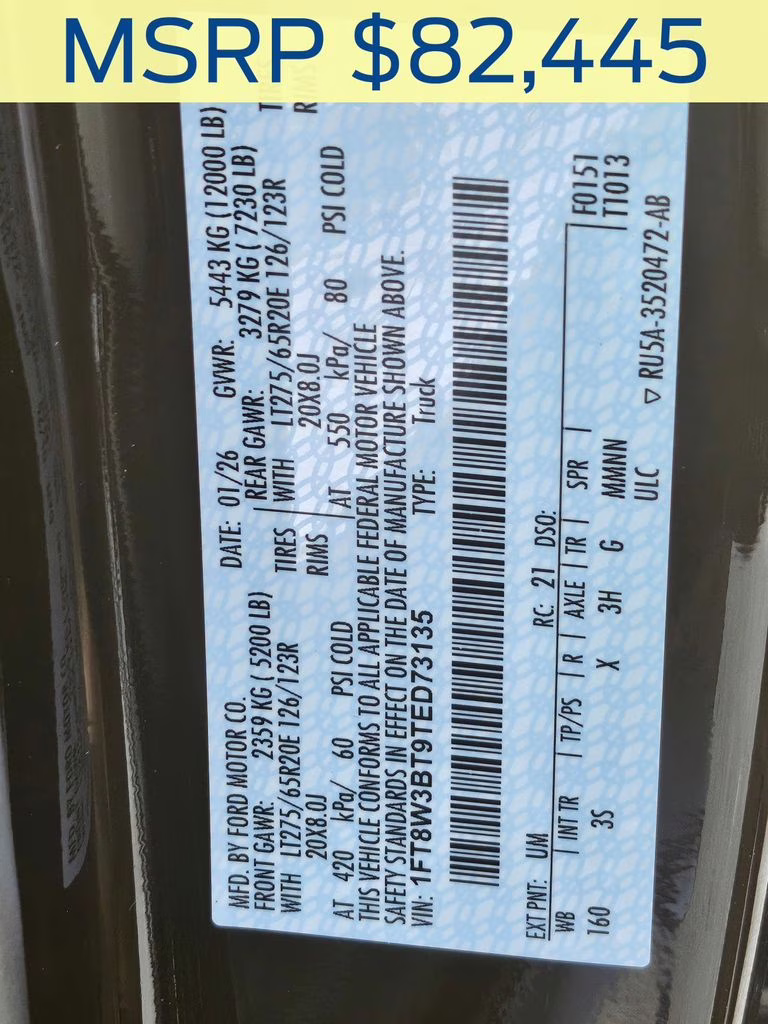 MSRP $82,445
MFD. BY FORD MOTOR CO.
DATE: 01/26 GVWR: 5443 KG (12000 LB)
FRONT GAWR: 2359 KG ( 5200 LB)
REAR GAWR: 3279 KG ( 7230 LB)
WITH LT275/65R20E 126/123R
TIRES
WITH LT275/65R20E 126/123R
TIRES
20X8.0J
RIMS
20X8.0J
RIMS
AT 420 kPa/ 60 PSI COLD
AT 550 kPa/ 80 PSI COLD
THIS VEHICLE CONFORMS TO ALL APPLICABLE FEDERAL MOTOR VEHICLE
SAFETY STANDARDS IN EFFECT ON THE DATE OF MANUFACTURE SHOWN ABOVE.
VIN: 1FT8W3BT9TED73135
TYPE: Truck
EXT PNT: UM RC: 21 DSO:
WB INT TR TP/PS R AXLE TR SPR F0151
T1013
160 3S X 3H G MMNN
ULC
RU5A-3520472-AB